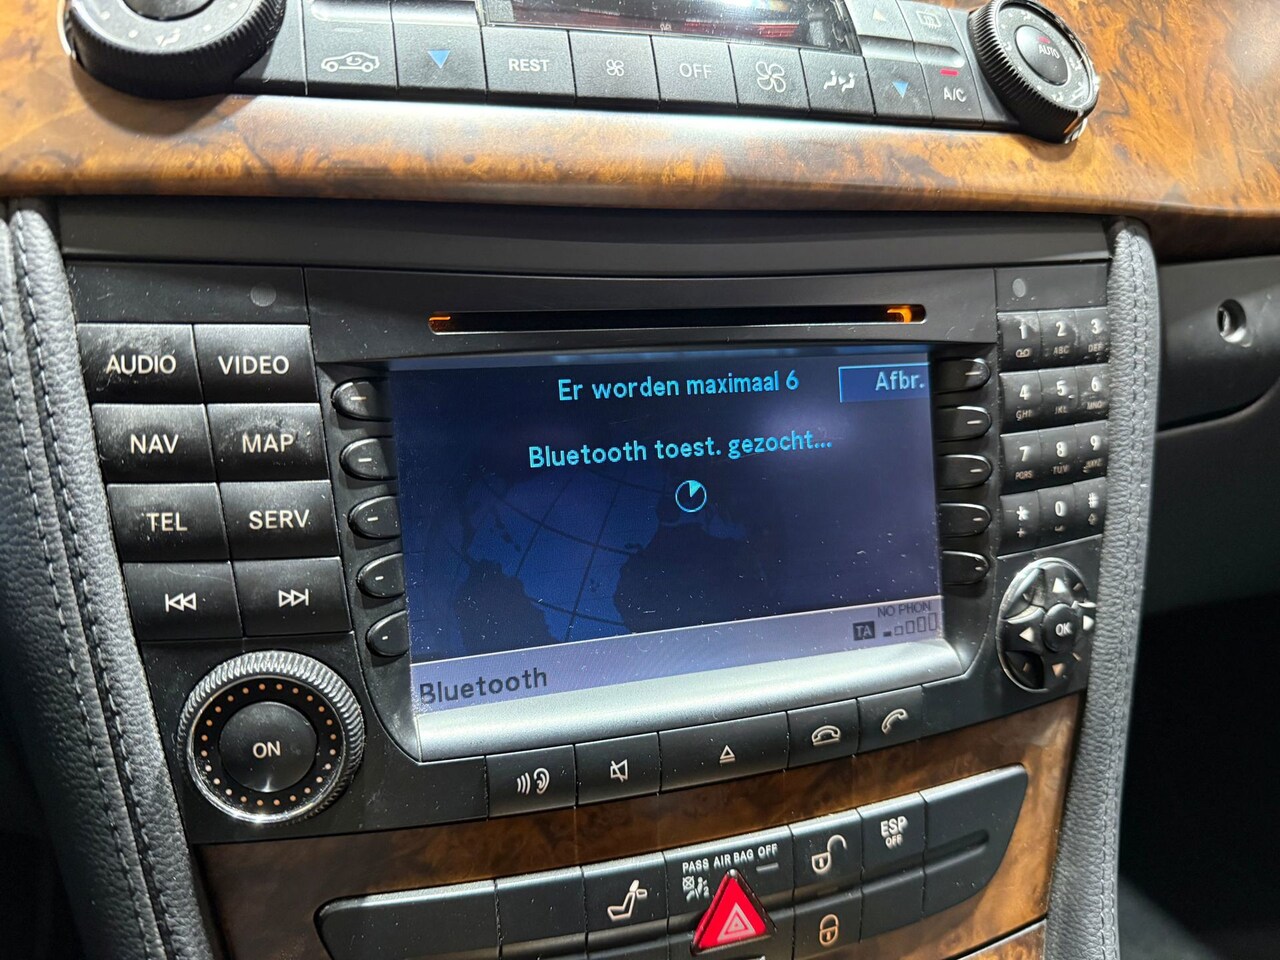 REST
OFF
AUTO
A/C
AUDIO
VIDEO
NAV
MAP
TEL
SERV
ON
Er worden maximaal 6
Afbr.
Bluetooth toest. gezocht...
NO PHON
TA
Bluetooth
1
2 ABC
3 DEF
4 GHI
5 JKL
6 MNO
7 PQRS
8 TUV
9 WXYZ
*
0
#
+
OK
PASS AIR BAG OFF
ESP
OFF